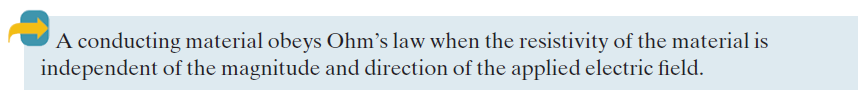 A conducting material obeys Ohm’s law when the resistivity of the material is
independent of the magnitude and direction of the applied electric field.